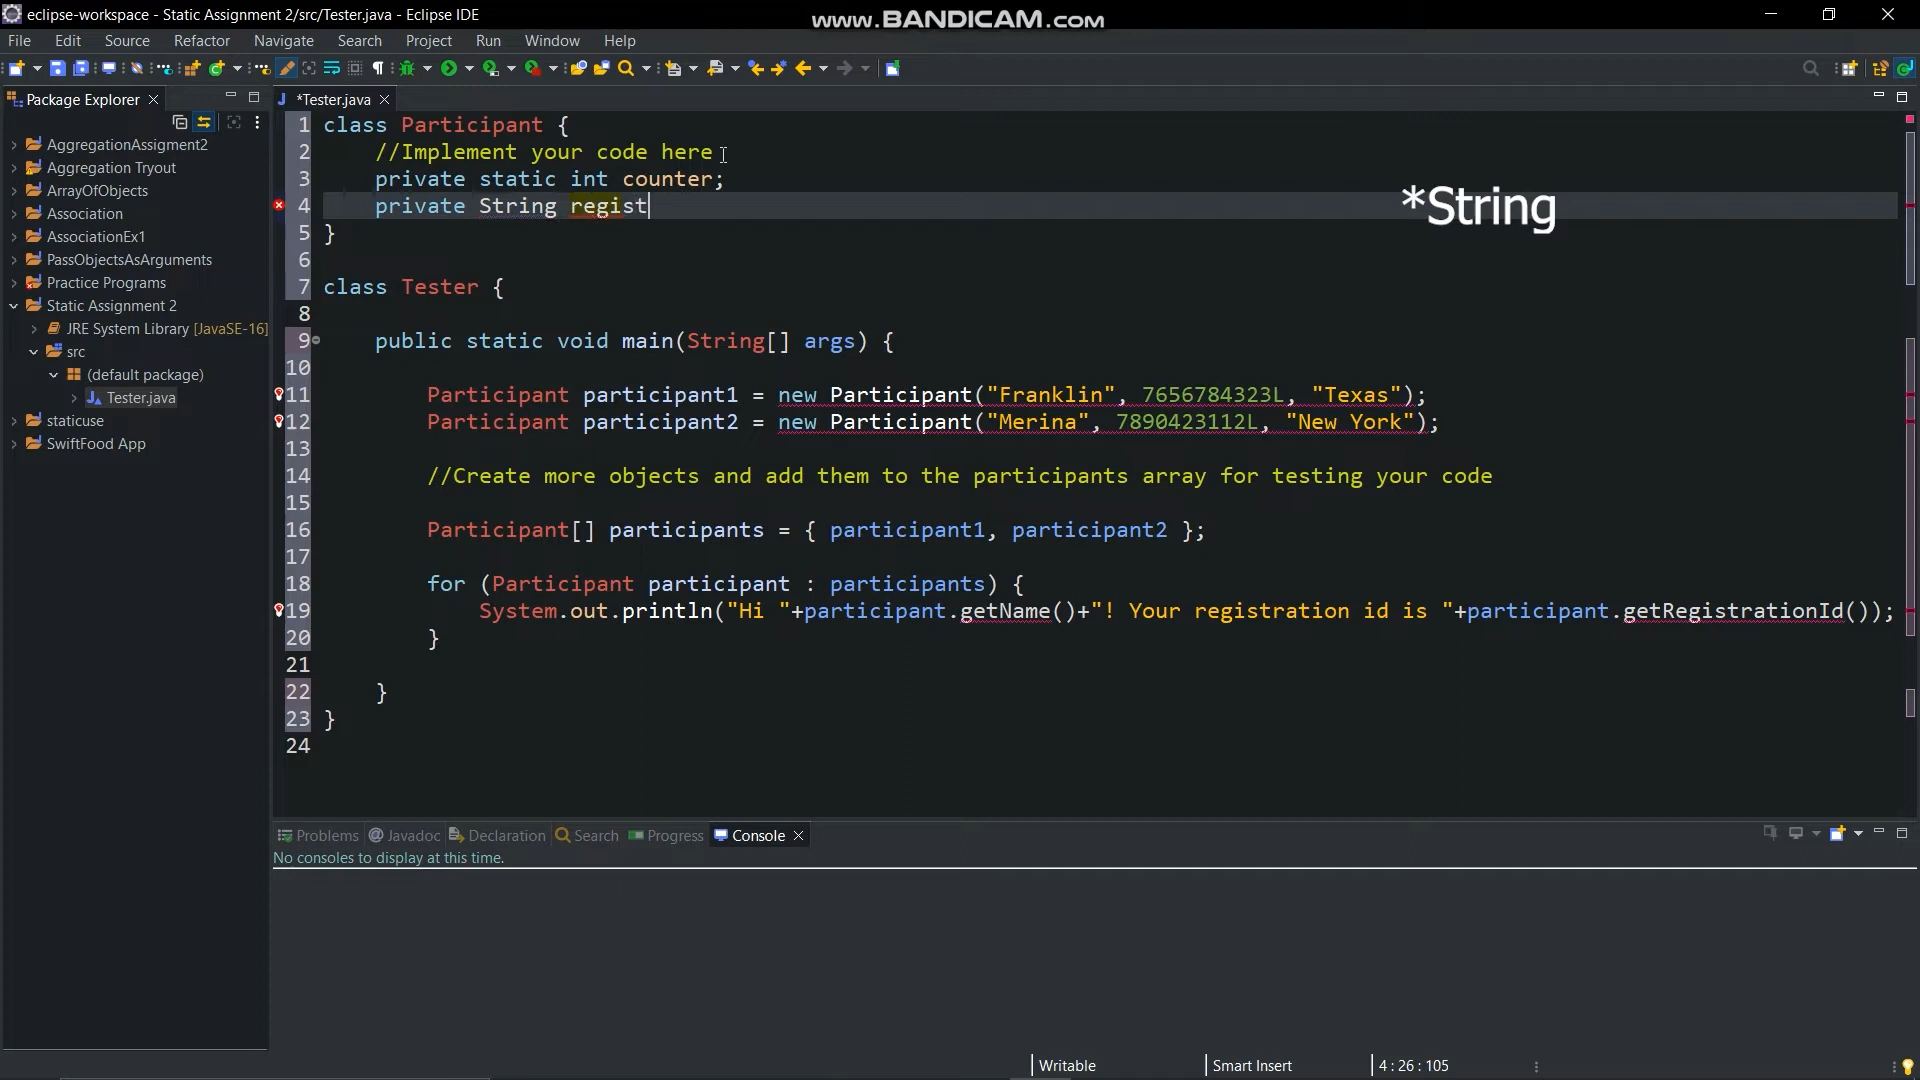 eclipse-workspace - Static Assignment 2/src/Tester.java - Eclipse IDE
www.BANDICAM.com
File Edit Source Refactor Navigate Search Project Run Window Help
Package Explorer
*Tester.java
AggregationAssigment2
Aggregation Tryout
ArrayOfObjects
Association
AssociationEx1
PassObjectsAsArguments
Practice Programs
Static Assignment 2
JRE System Library [JavaSE-16]
src
(default package)
Tester.java
staticuse
SwiftFood App
1 class Participant {
2 //Implement your code here
3 private static int counter;
4 private String regist
*String
5 }
6
7 class Tester {
8
9 public static void main(String[] args) {
10
11 Participant participant1 = new Participant("Franklin", 7656784323L, "Texas");
12 Participant participant2 = new Participant("Merina", 7890423112L, "New York");
13
14 //Create more objects and add them to the participants array for testing your code
15
16 Participant[] participants = { participant1, participant2 };
17
18 for (Participant participant : participants) {
19 System.out.println("Hi "+participant.getName()+"! Your registration id is "+participant.getRegistrationId());
20 }
21
22 }
23 }
24
Problems Javadoc Declaration Search Progress Console
No consoles to display at this time.
Writable Smart Insert 4 : 26 : 105